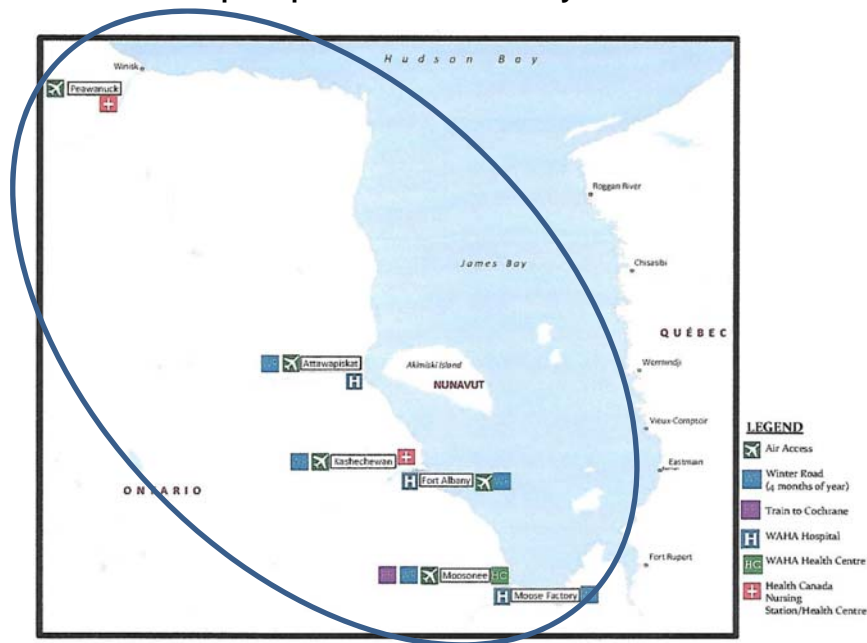 Hudson Bay
Winisk
Peawanuck
Roggan River
James Bay
Chisasibi
QUÉBEC
Attawapiskat
Akimiski Island
NUNAVUT
Wemindji
H
Vieux-Comptoir
LEGEND
Air Access
Kashechewan
Eastmain
Winter Road
(4 months of year)
H Fort Albany
ONTARIO
Train to Cochrane
H WAHA Hospital
Fort Rupert
HC WAHA Health Centre
Moosonee HC
H Moose Factory
Health Canada
Nursing
Station/Health Centre